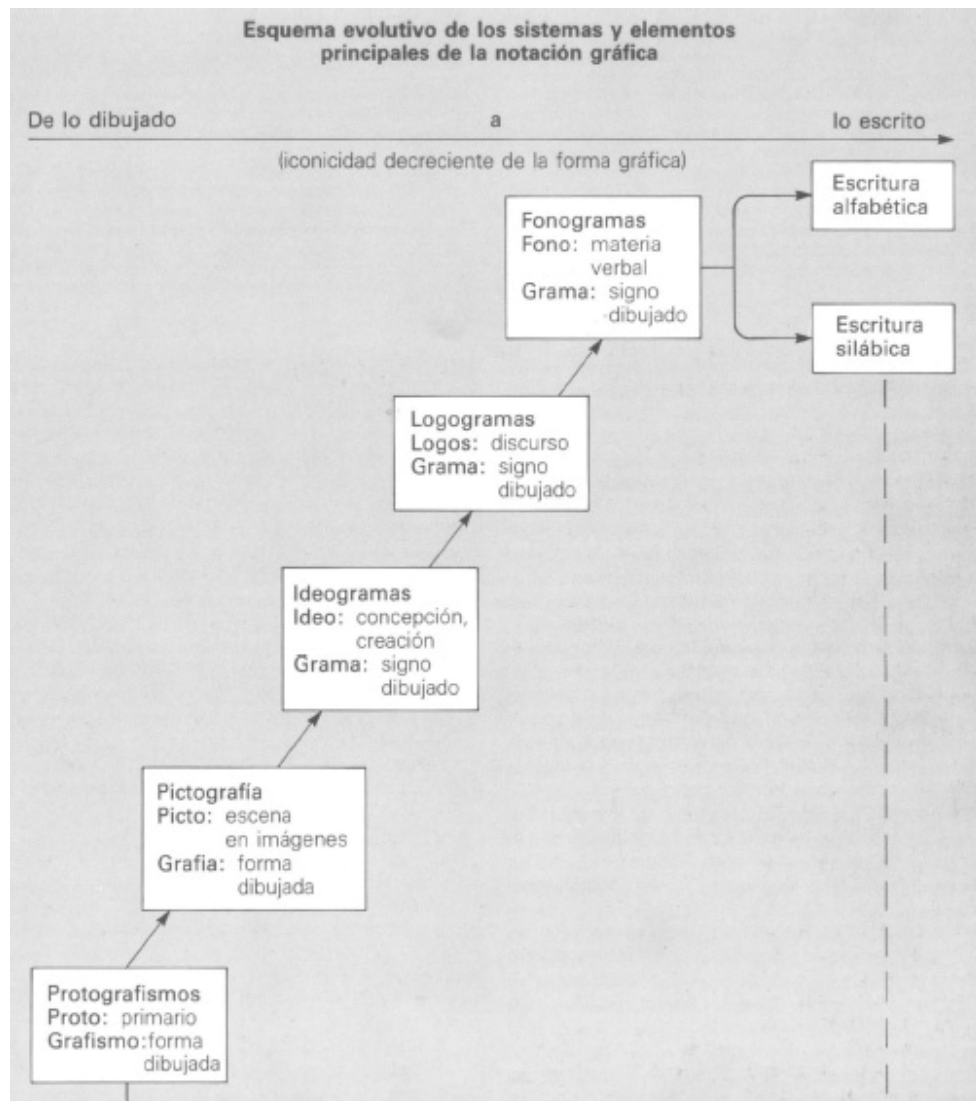 Esquema evolutivo de los sistemas y elementos
principales de la notación gráfica
De lo dibujado a lo escrito
(iconicidad decreciente de la forma gráfica)
Escritura
alfabética
Fonogramas
Fono: materia
verbal
Grama: signo
dibujado
Escritura
silábica
Logogramas
Logos: discurso
Grama: signo
dibujado
Ideogramas
Ideo: concepción,
creación
Grama: signo
dibujado
Pictografía
Picto: escena
en imágenes
Grafia: forma
dibujada
Protografismos
Proto: primario
Grafismo:forma
dibujada